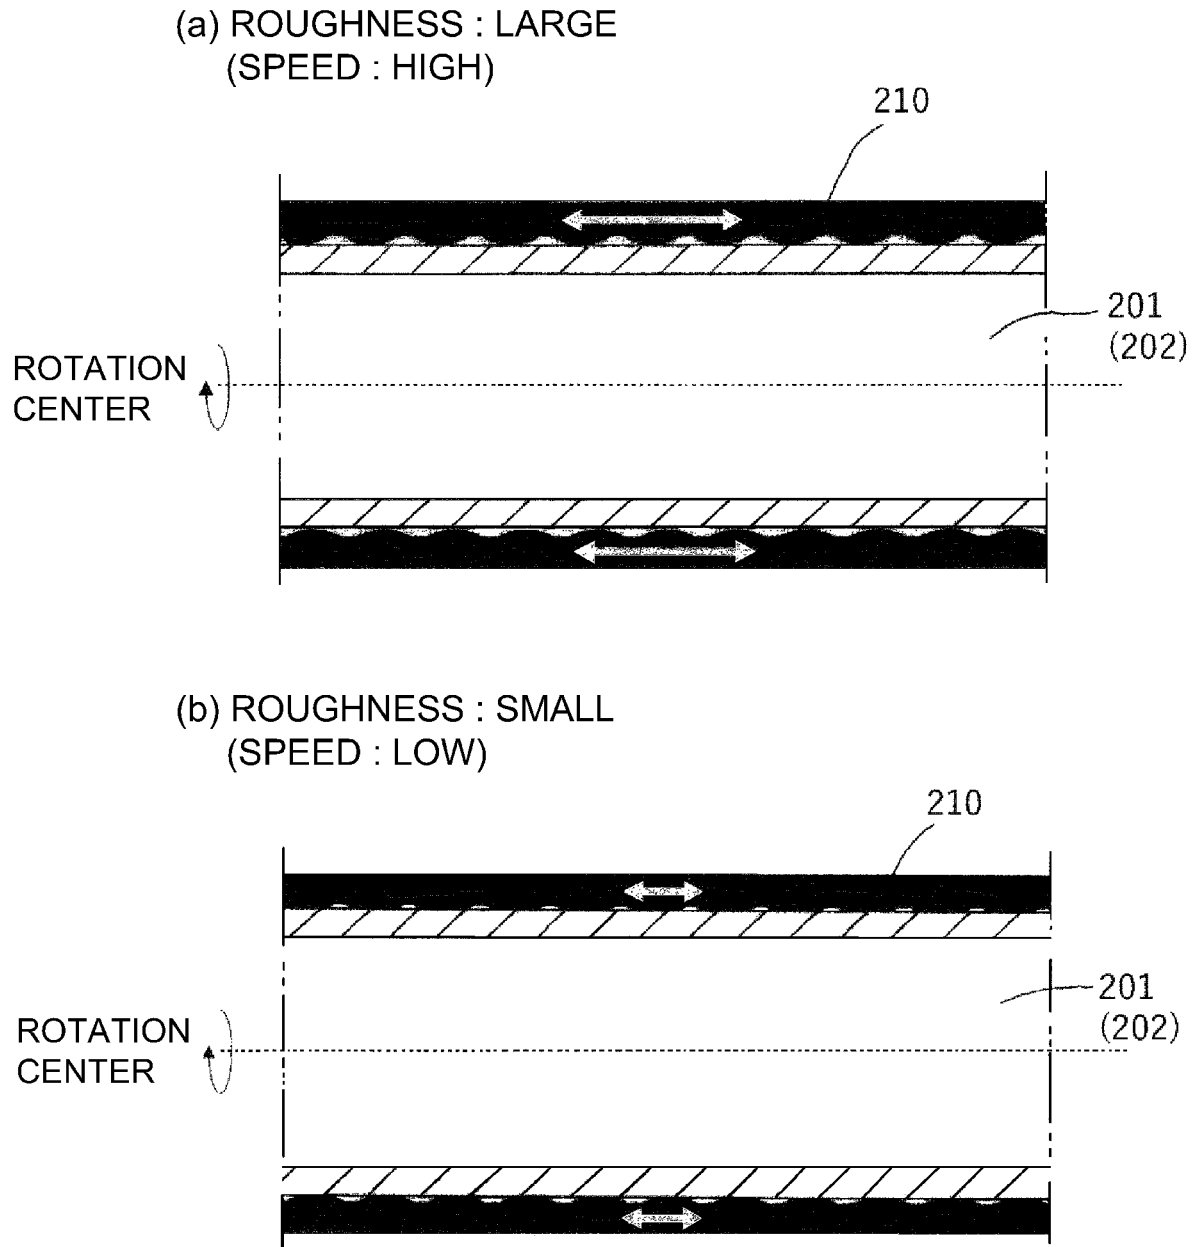 (a) ROUGHNESS : LARGE
(SPEED : HIGH)
210
201
(202)
ROTATION
CENTER
(b) ROUGHNESS : SMALL
(SPEED : LOW)
210
201
(202)
ROTATION
CENTER